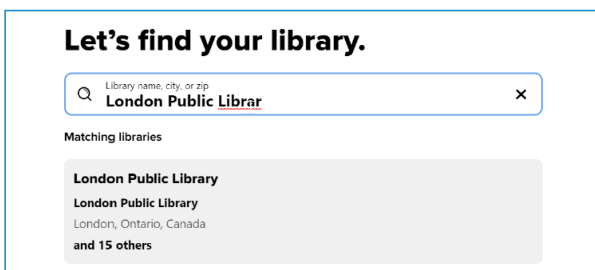 Let’s find your library.
Library name, city, or zip
London Public Librar
Matching libraries
London Public Library
London Public Library
London, Ontario, Canada
and 15 others